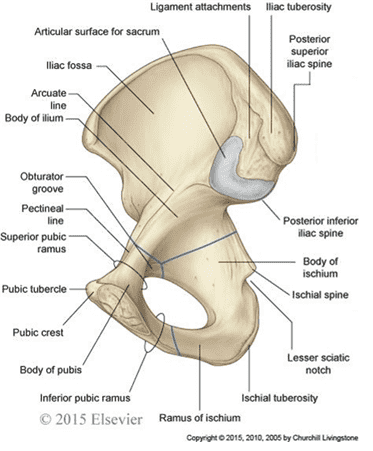 Ligament attachments
Iliac tuberosity
Articular surface for sacrum
Posterior
superior
iliac spine
Iliac fossa
Arcuate
line
Body of ilium
Obturator
groove
Pectineal
line
Superior pubic
ramus
Posterior inferior
iliac spine
Body of
ischium
Pubic tubercle
Ischial spine
Pubic crest
Lesser sciatic
notch
Body of pubis
Inferior pubic ramus
Ischial tuberosity
Ramus of ischium
© 2015 Elsevier
Copyright © 2015, 2010, 2005 by Churchill Livingstone